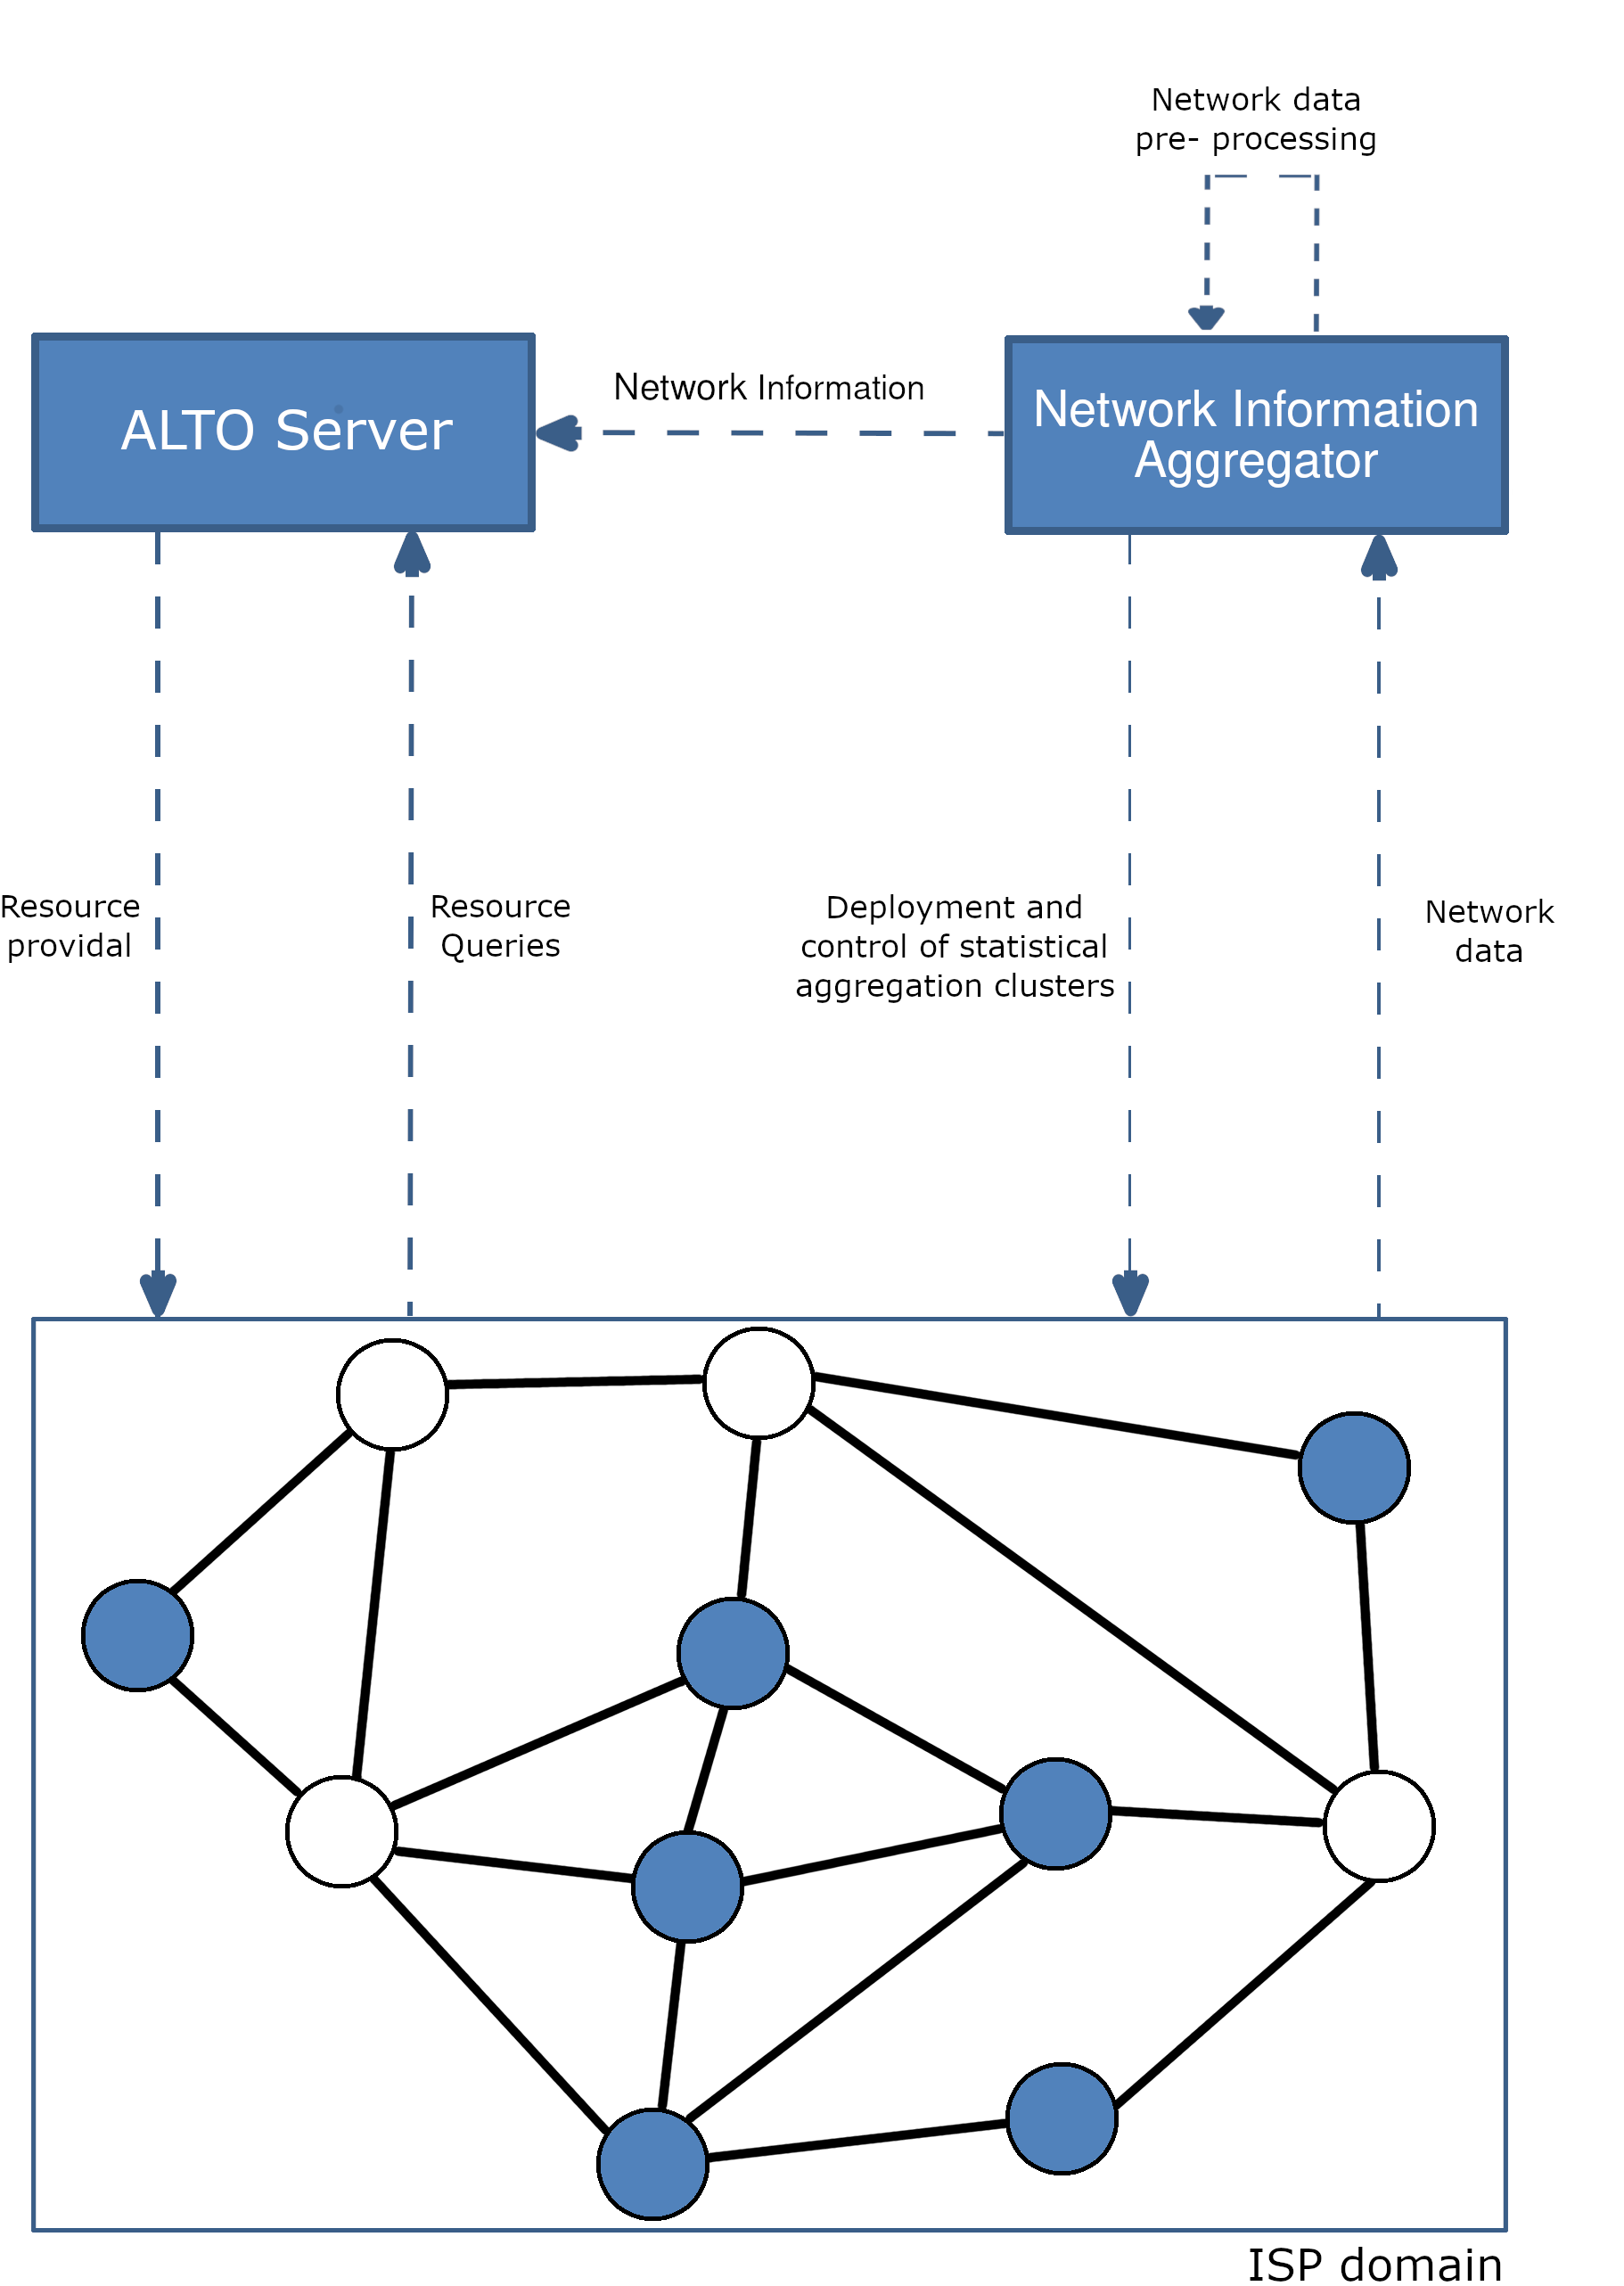 Network data
pre- processing
ALTO Server
Network Information
Network Information
Aggregator
Resource
providal
Resource
Queries
Deployment and
control of statistical
aggregation clusters
Network
data
ISP domain